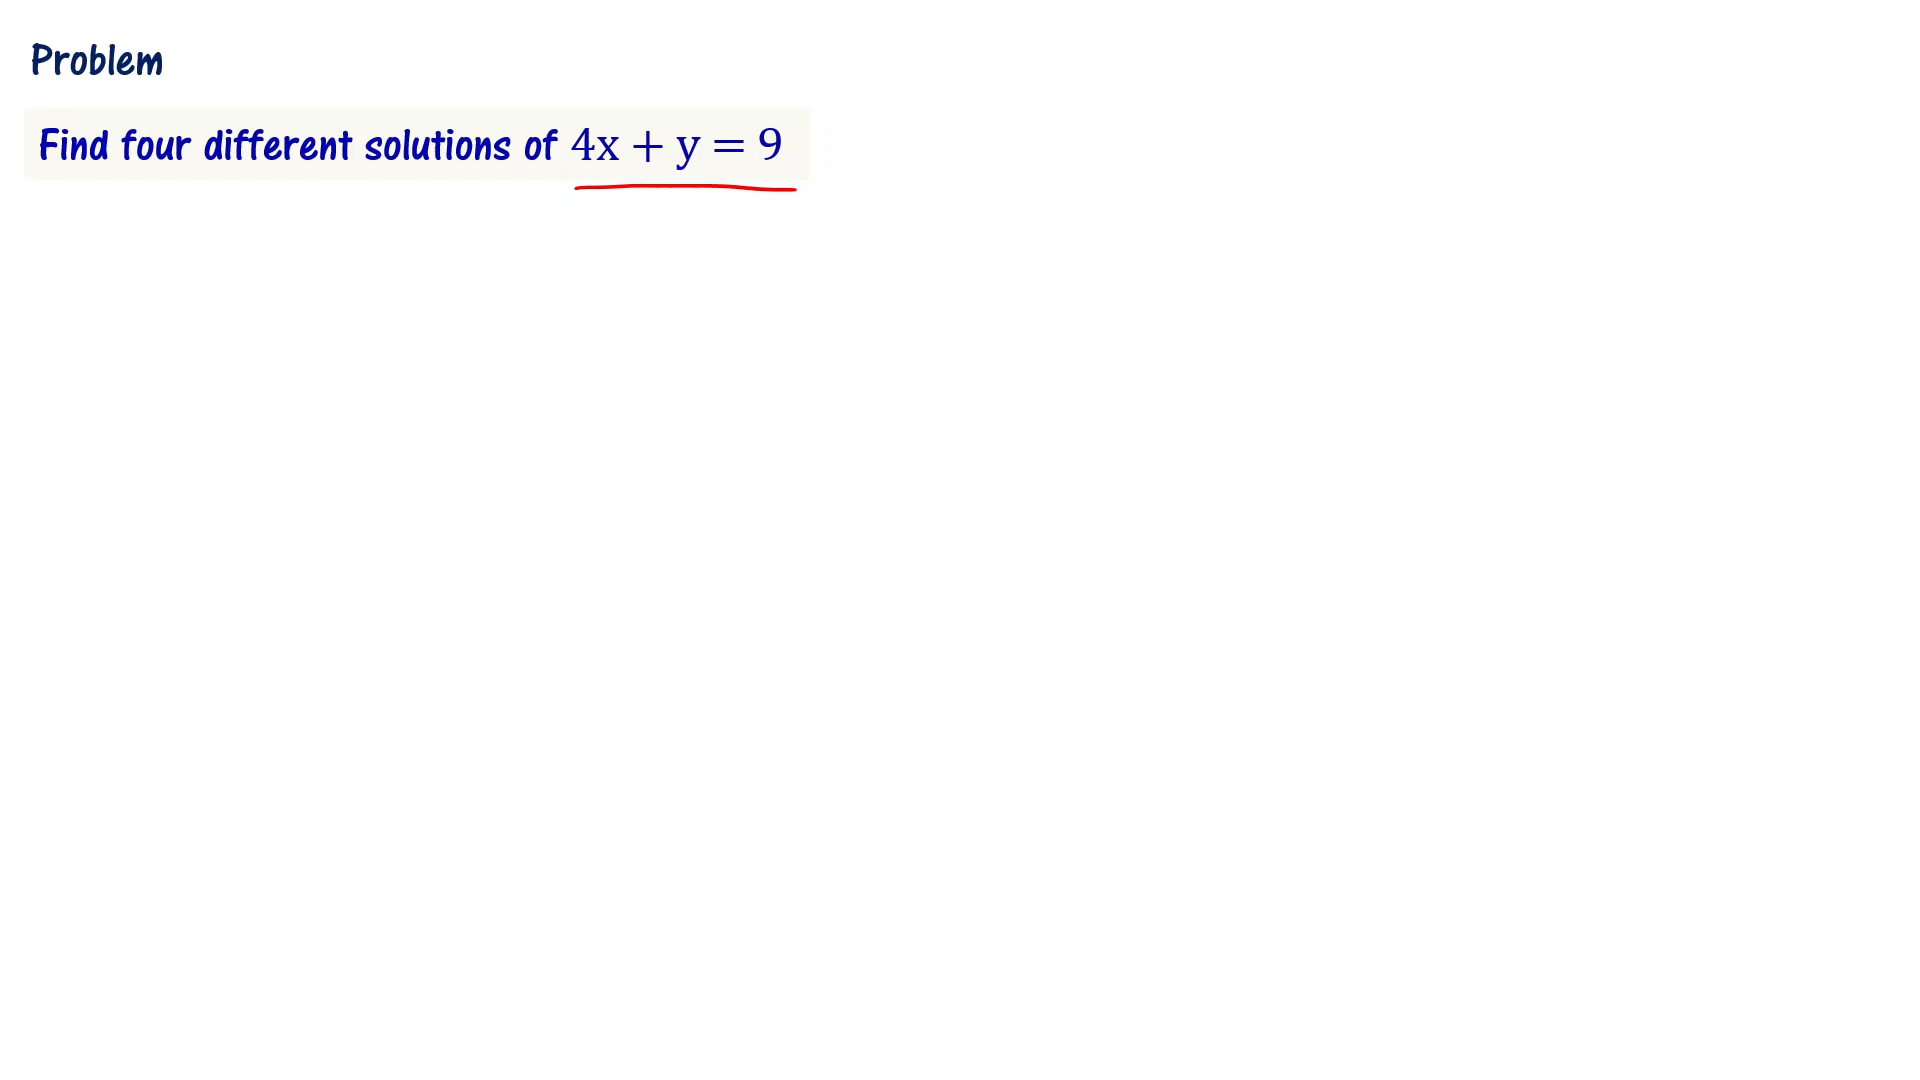 Problem
Find four different solutions of 4x + y = 9